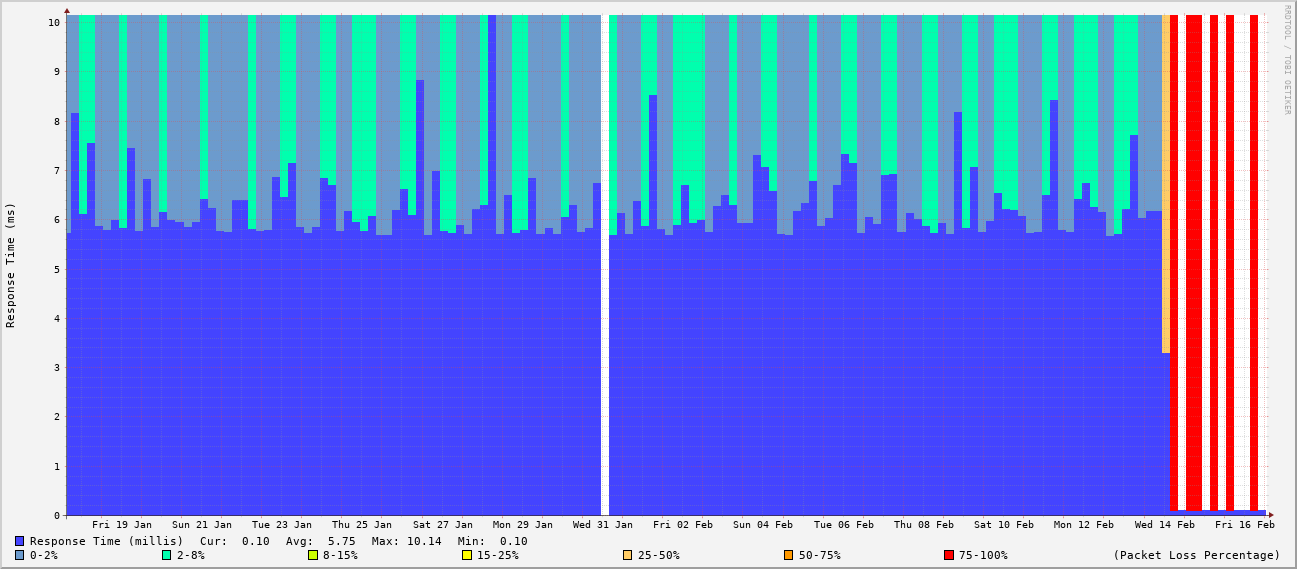 RRDTOOL / TOBI OETIKER
Response Time (ms)
10
9
8
7
6
5
4
3
2
1
0
Fri 19 Jan Sun 21 Jan Tue 23 Jan Thu 25 Jan Sat 27 Jan Mon 29 Jan Wed 31 Jan Fri 02 Feb Sun 04 Feb Tue 06 Feb Thu 08 Feb Sat 10 Feb Mon 12 Feb Wed 14 Feb Fri 16 Feb
Response Time (millis) Cur: 0.10 Avg: 5.75 Max: 10.14 Min: 0.10
0-2% 2-8% 8-15% 15-25% 25-50% 50-75% 75-100% (Packet Loss Percentage)